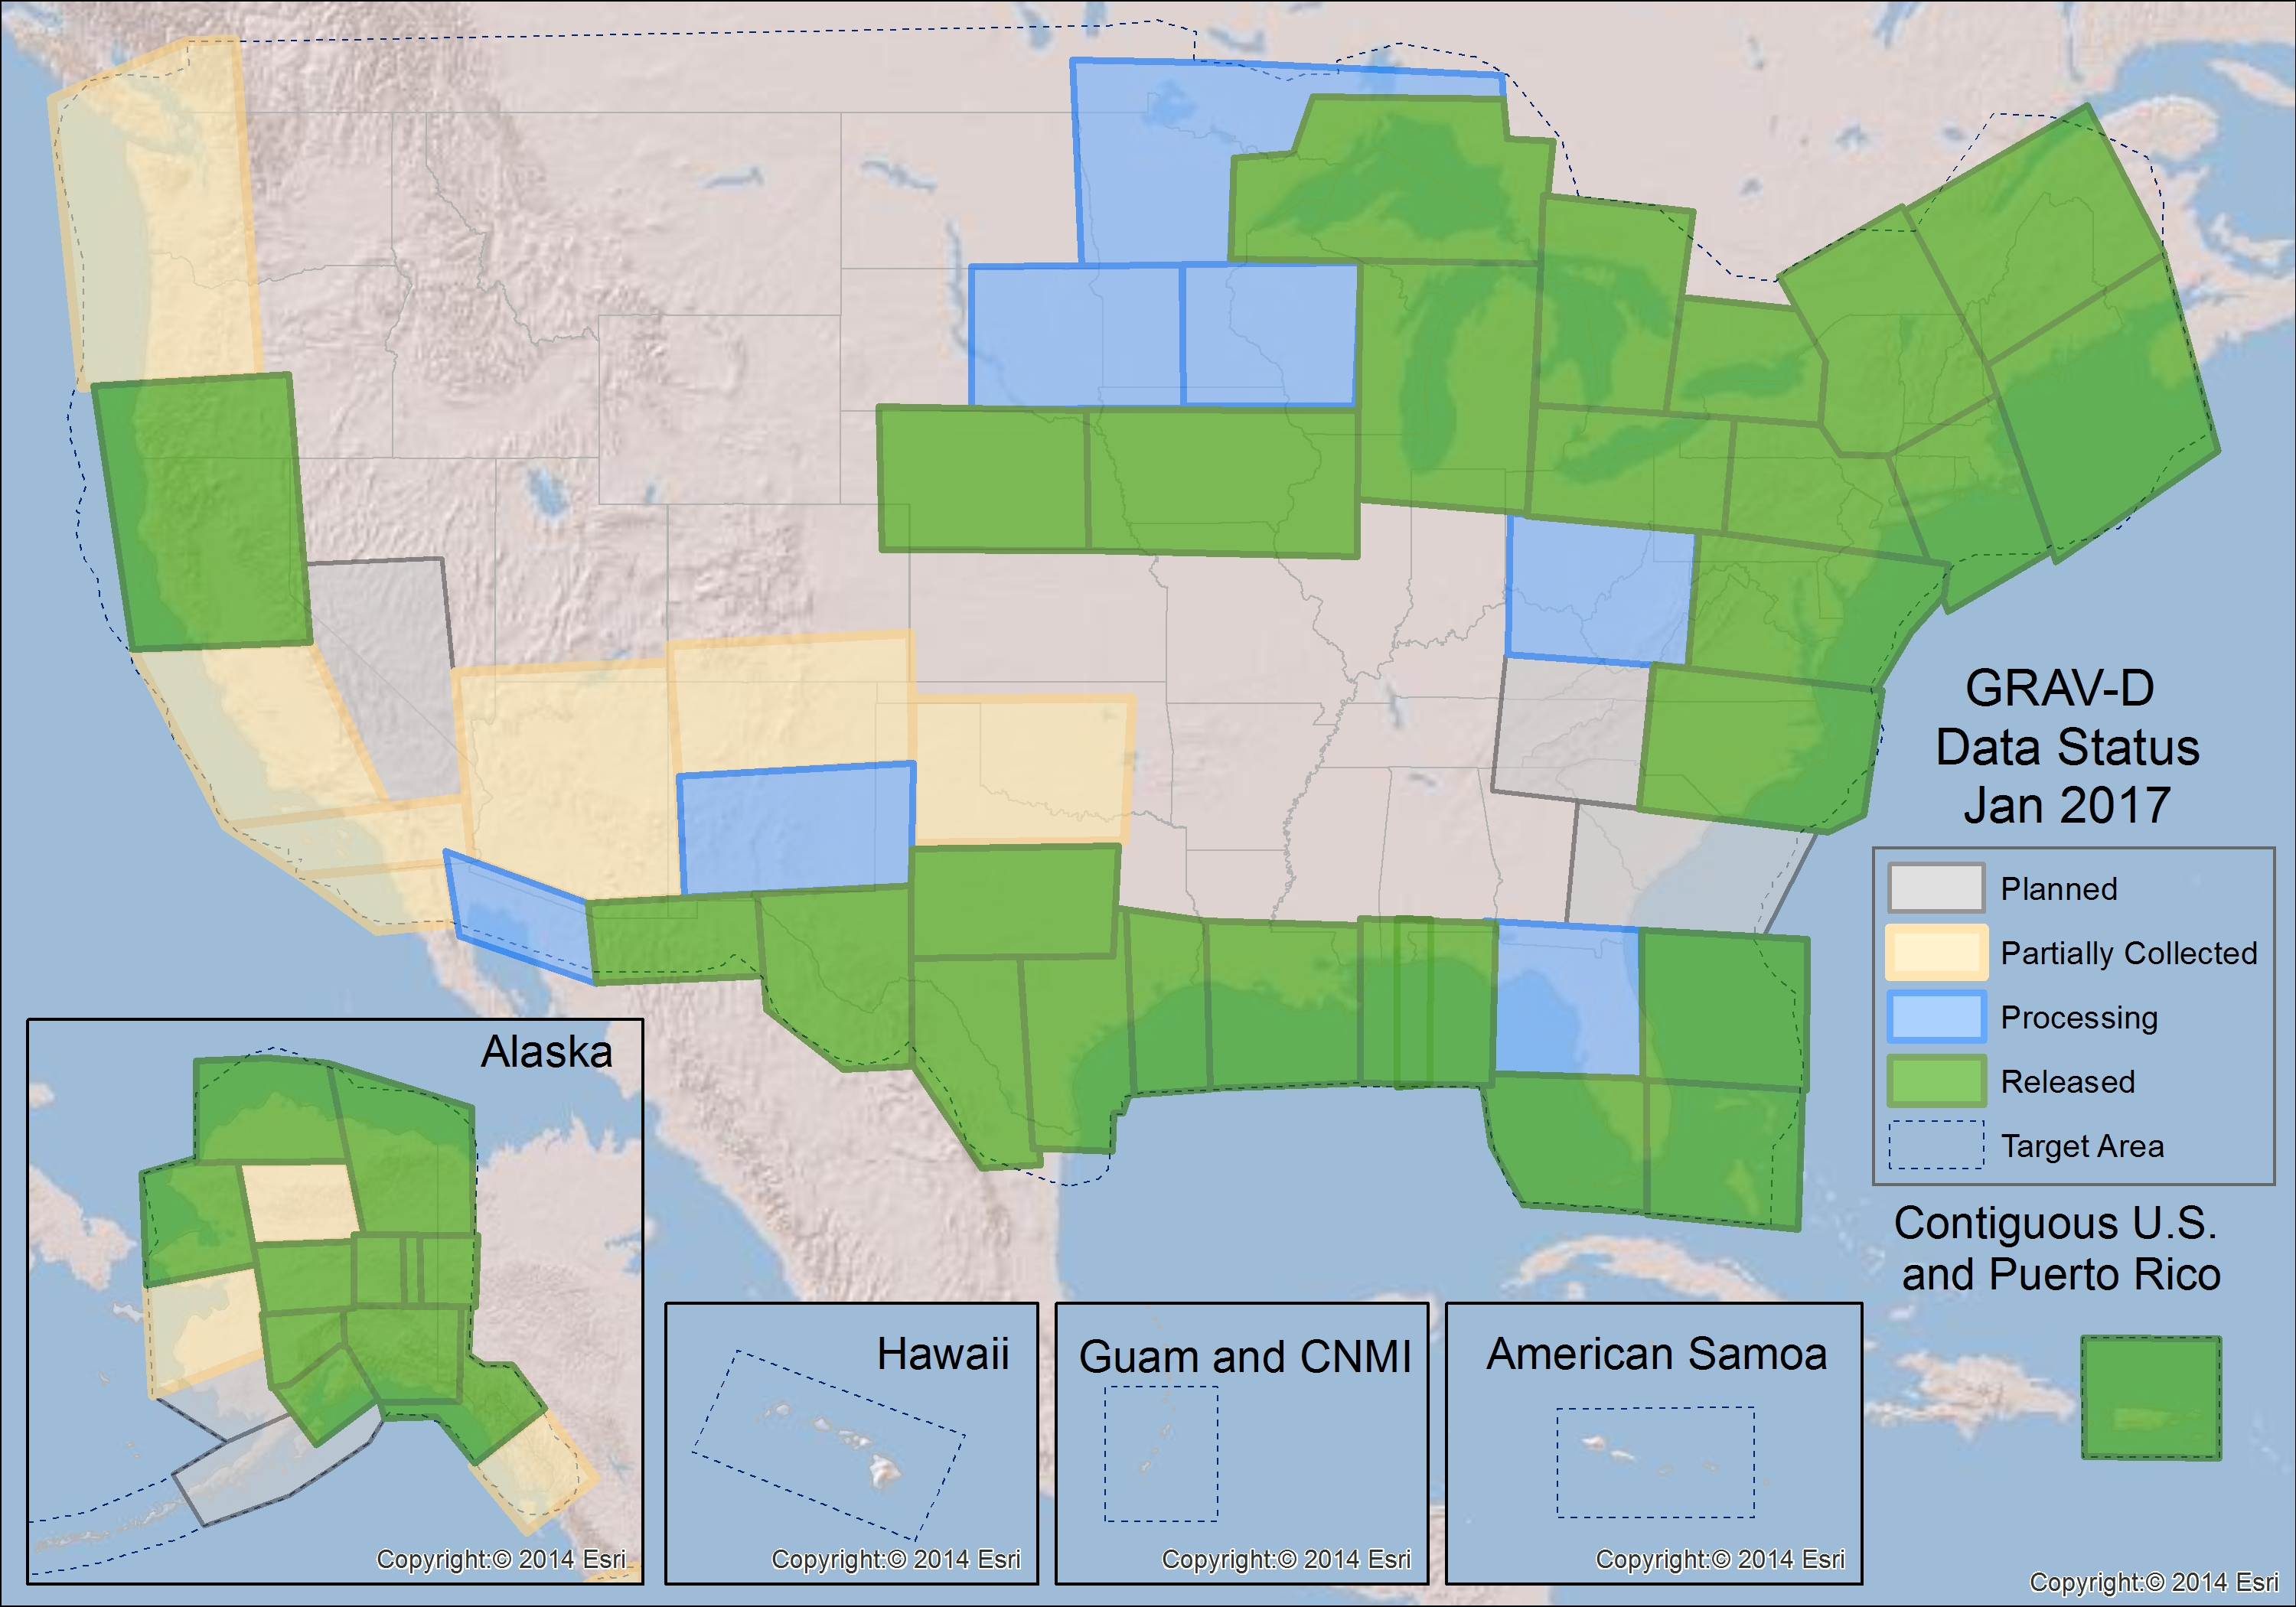 GRAV-D
Data Status
Jan 2017
Planned
Partially Collected
Processing
Released
Target Area
Contiguous U.S.
and Puerto Rico
Alaska
Copyright:© 2014 Esri
Hawaii
Copyright:© 2014 Esri
Guam and CNMI
Copyright:© 2014 Esri
American Samoa
Copyright:© 2014 Esri
Copyright:© 2014 Esri